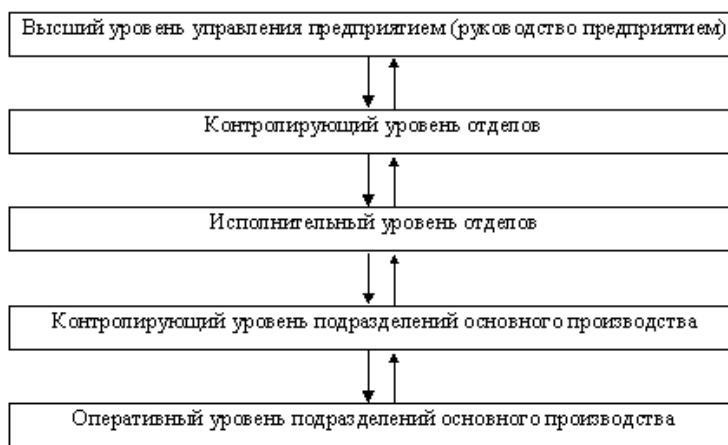 Высший уровень управления предприятием (руководство предприятием)
Контролирующий уровень отделов
Исполнительный уровень отделов
Контролирующий уровень подразделений основного производства
Оперативный уровень подразделений основного производства